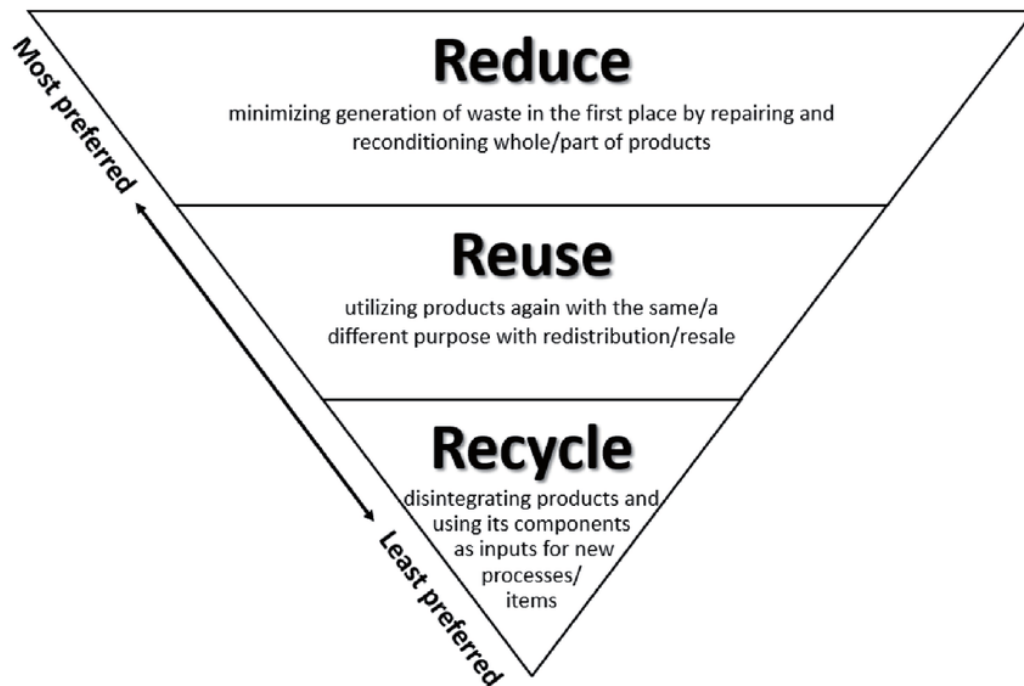 Reduce
minimizing generation of waste in the first place by repairing and
reconditioning whole/part of products
Reuse
utilizing products again with the same/a
different purpose with redistribution/resale
Recycle
disintegrating products and
using its components
as inputs for new
processes/
items
Most preferred
Least preferred